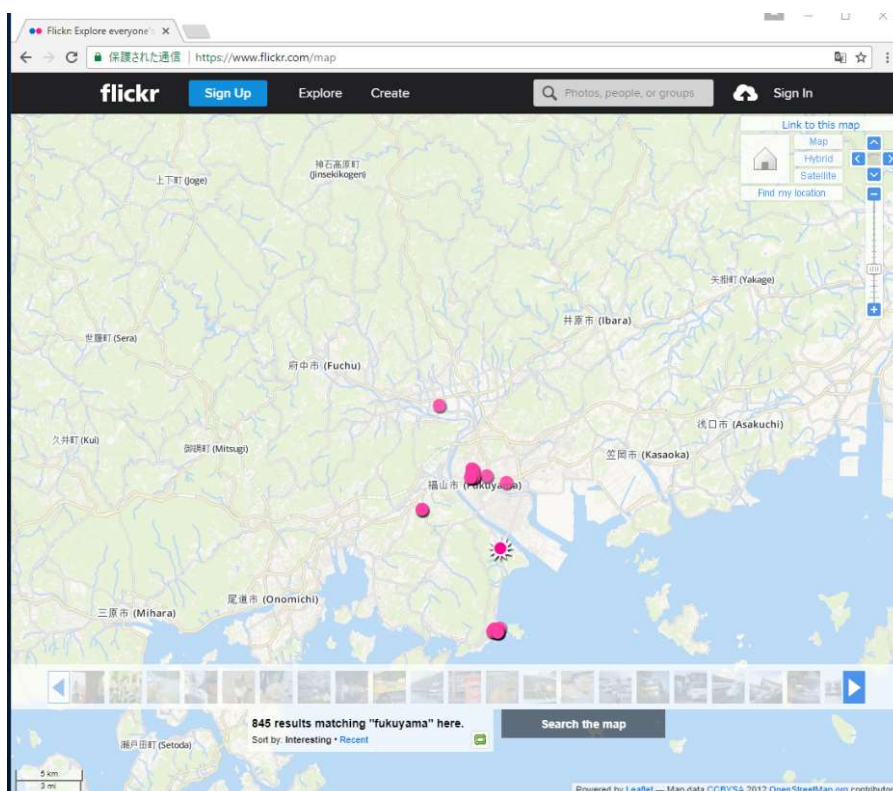 Flickr: Explore everyone's
保護された通信 | https://www.flickr.com/map
flickr Sign Up Explore Create Photos, people, or groups Sign In
Link to this map
Map
Hybrid
Satellite
Find my location
神石高原町
(Jinsekikogen)
上下町 (Joge)
矢掛町 (Yakage)
井原市 (Ibara)
世羅町 (Sera)
府中市 (Fuchu)
浅口市 (Asakuchi)
久井町 (Kui)
御調町 (Mitsugi)
笠岡市 (Kasaoka)
福山市 (Fukuyama)
尾道市 (Onomichi)
三原市 (Mihara)
845 results matching "fukuyama" here.
Sort by: Interesting • Recent
Search the map
瀬戸田町 (Setoda)
5 km
3 mi
Powered by Leaflet — Map data CCBYSA 2012 OpenStreetMap.org contributor